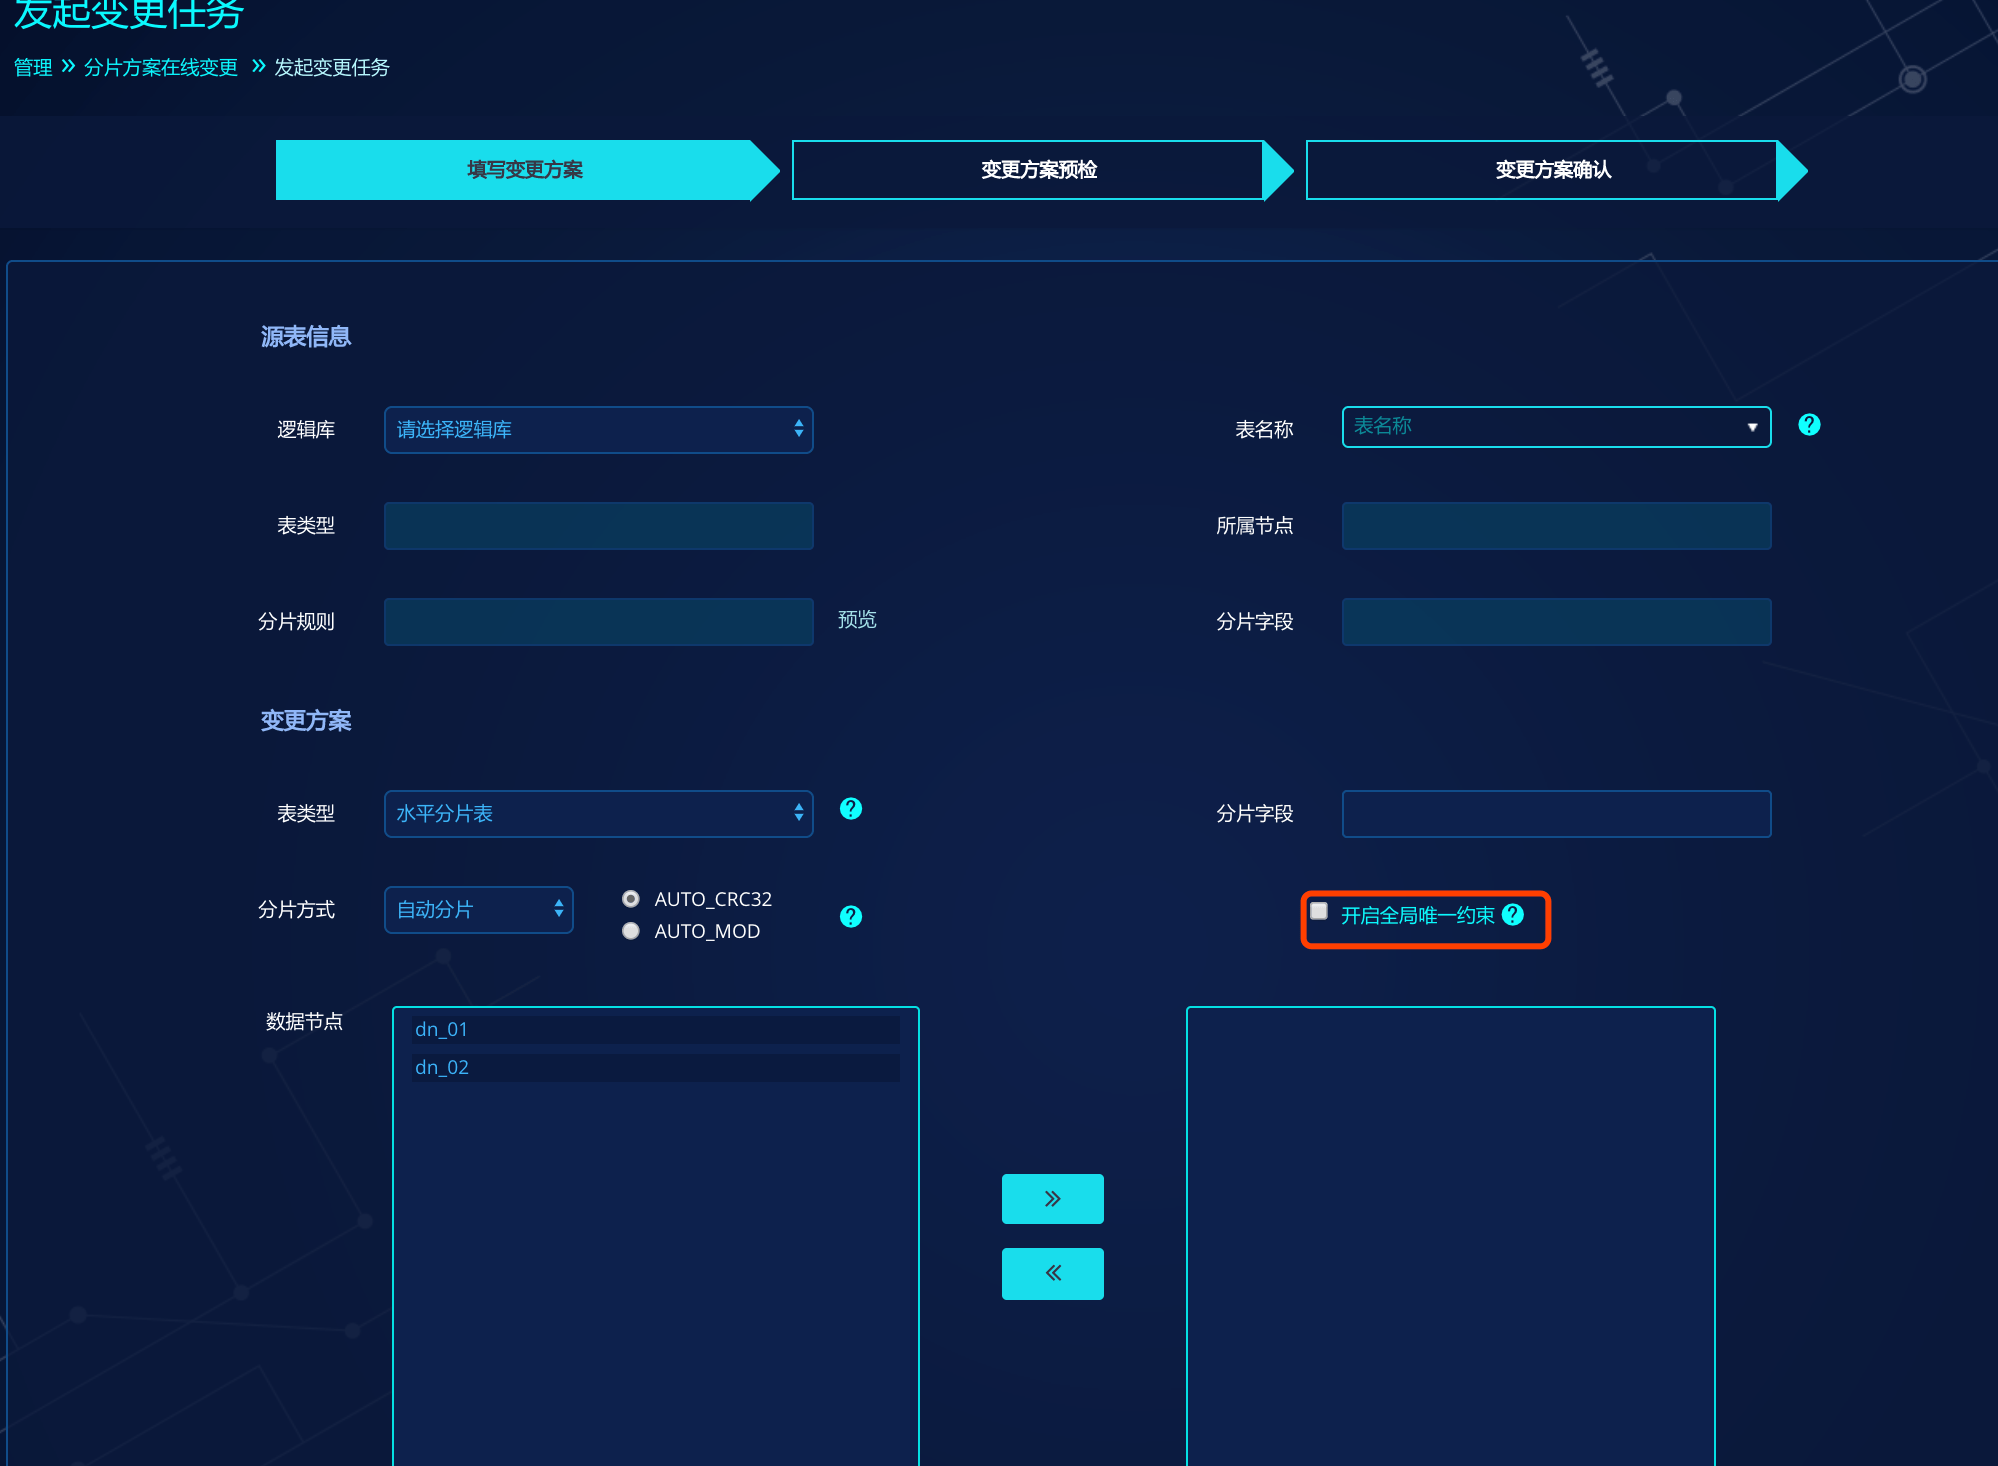 发起变更任务
管理 » 分片方案在线变更 » 发起变更任务
填写变更方案 变更方案预检 变更方案确认
源表信息
逻辑库 请选择逻辑库 表名称 表名称
表类型 所属节点
分片规则 预览 分片字段
变更方案
表类型 水平分片表 分片字段
分片方式 自动分片 AUTO_CRC32
AUTO_MOD
开启全局唯一约束
数据节点 dn_01
dn_02